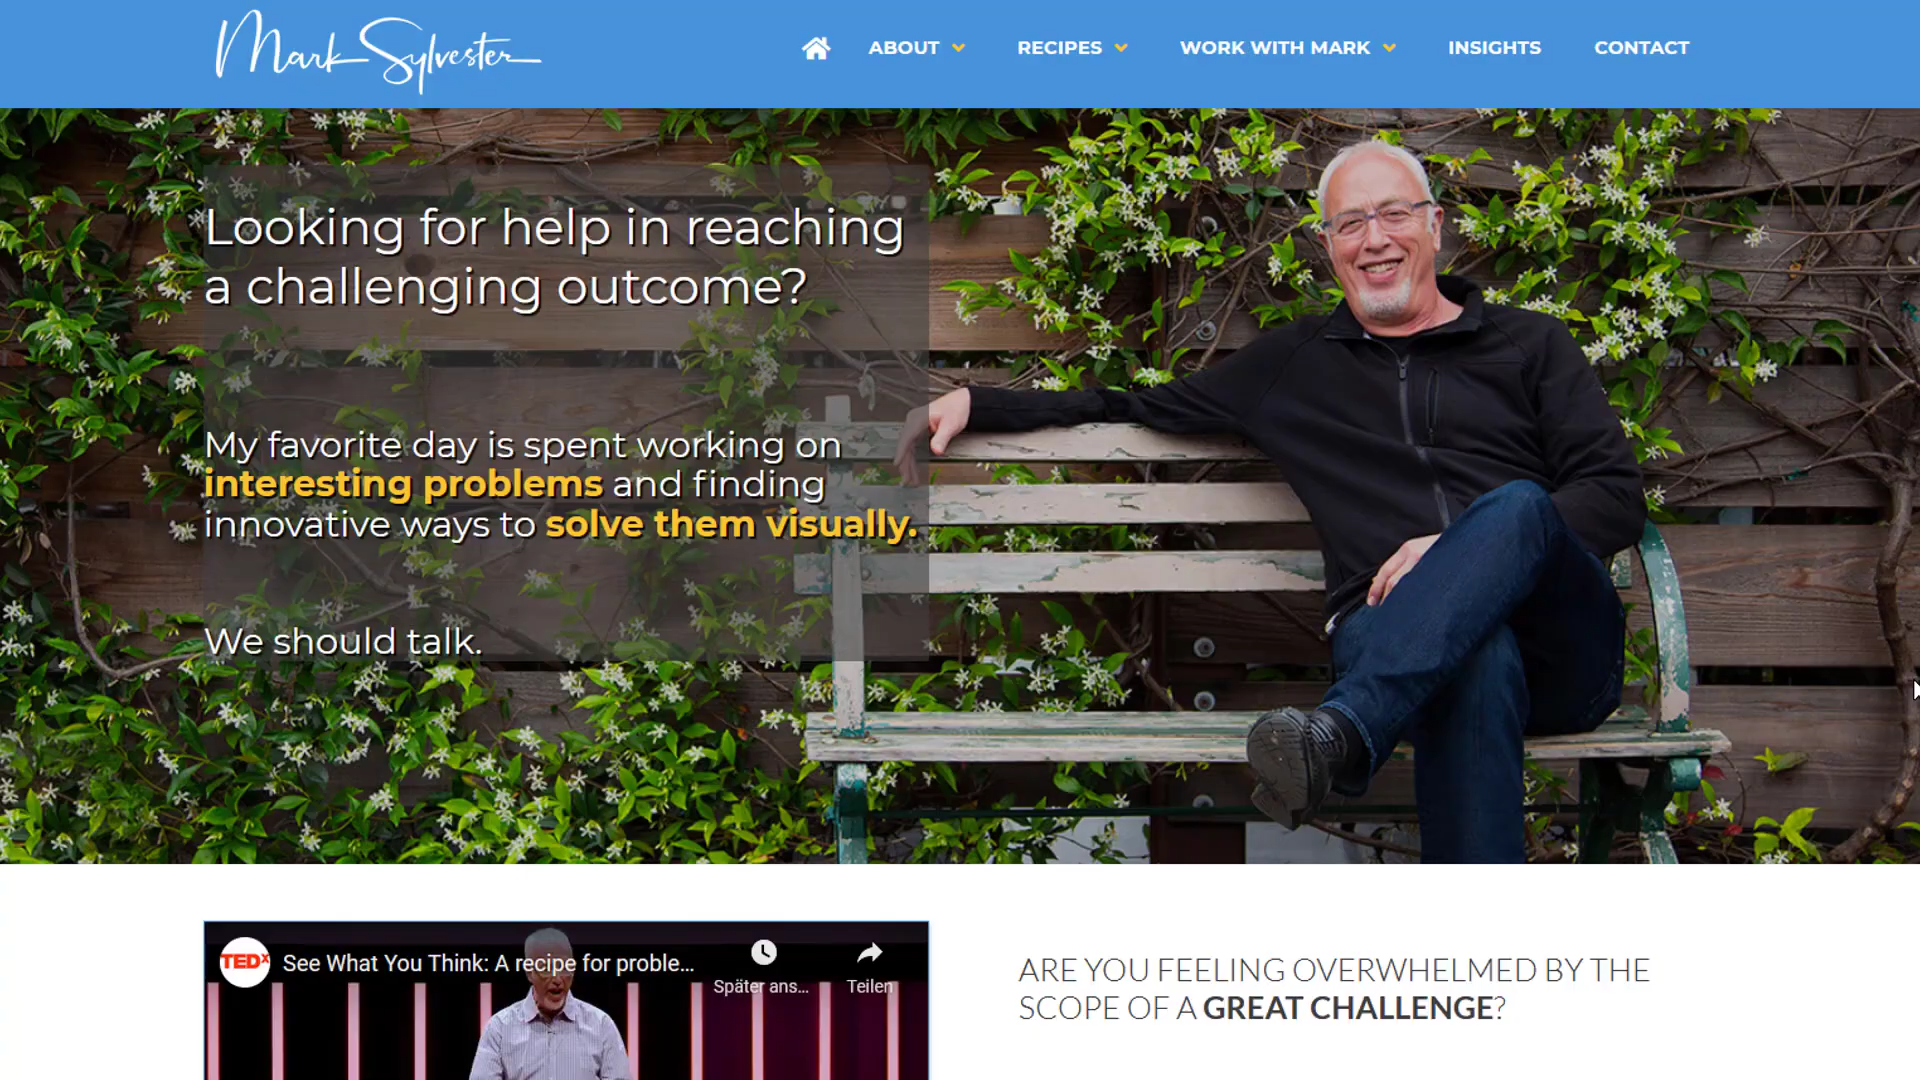 Mark Sylvester
ABOUT
RECIPES
WORK WITH MARK
INSIGHTS
CONTACT
Looking for help in reaching
a challenging outcome?
My favorite day is spent working on
interesting problems and finding
innovative ways to solve them visually.
We should talk.
TEDx
See What You Think: A recipe for proble...
Später ans...
Teilen
ARE YOU FEELING OVERWHELMED BY THE
SCOPE OF A GREAT CHALLENGE?